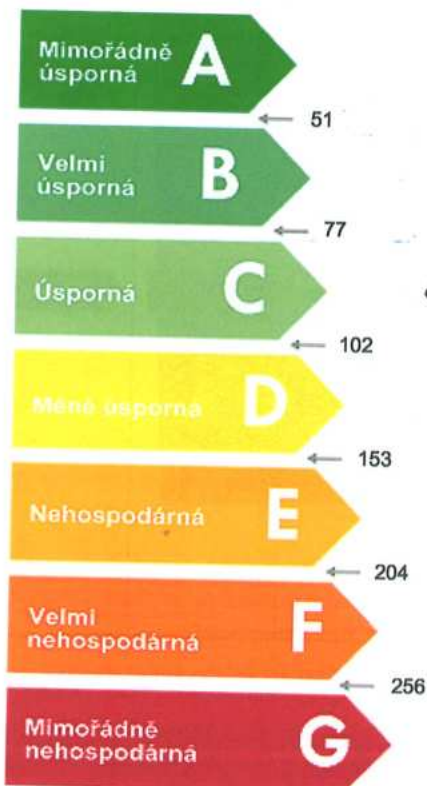 Mimořádně
úsporná
A
51
Velmi
úsporná
B
77
Úsporná
C
102
Méně úsporná
D
153
Nehospodárná
E
204
Velmi
nehospodárná
F
256
Mimořádně
nehospodárná
G